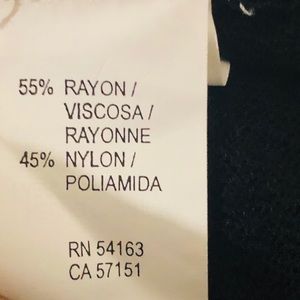 55% RAYON /
VISCOSA /
RAYONNE
45% NYLON /
POLIAMIDA
RN 54163
CA 57151